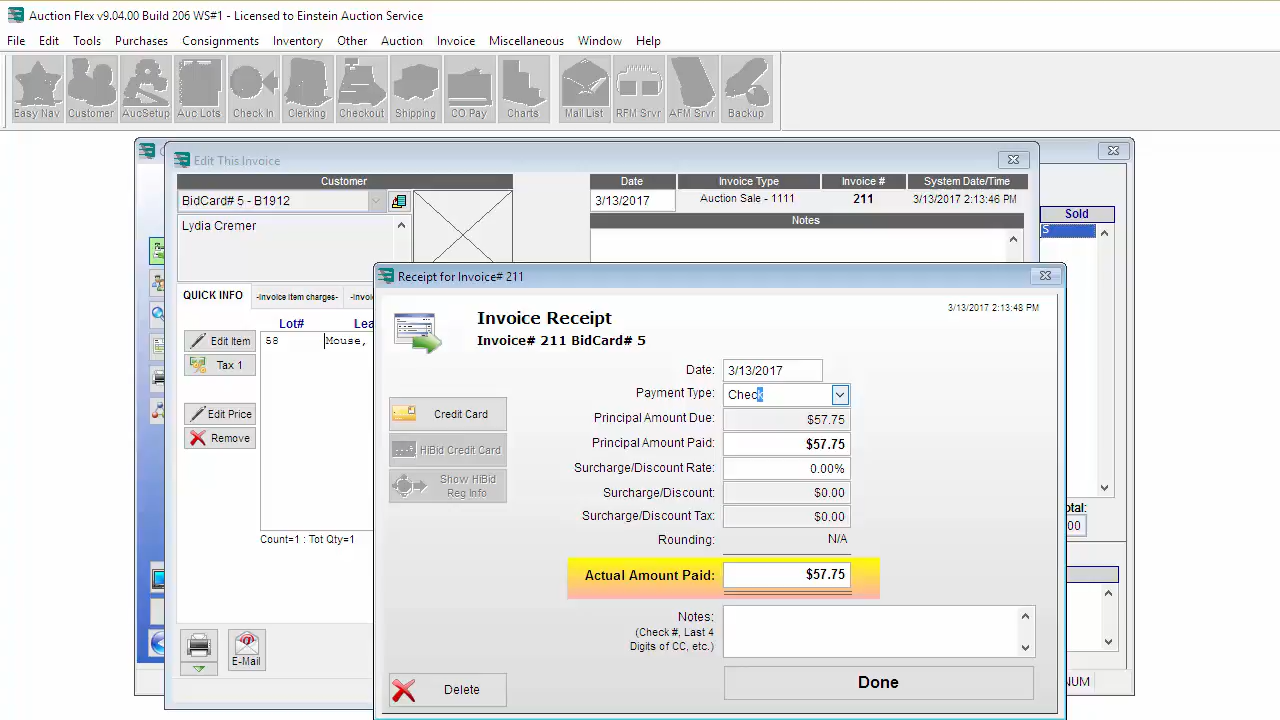 Auction Flex v9.04.00 Build 206 WS#1 - Licensed to Einstein Auction Service
File Edit Tools Purchases Consignments Inventory Other Auction Invoice Miscellaneous Window Help
Easy Nav Customer AucSetup Auc Lots Check In Clerking Checkout Shipping CO Pay Charts Mail List RFM Srvr AFM Srvr Backup
Edit This Invoice
Customer
Date Invoice Type Invoice # System Date/Time
BidCard# 5 - B1912
3/13/2017 Auction Sale - 1111 211 3/13/2017 2:13:46 PM
Notes
Sold
S
Lydia Cremer
Receipt for Invoice# 211
QUICK INFO -Invoice item charges-
Lot#
Edit Item 58 Mouse,
Tax 1
Edit Price
Remove
Count=1 : Tot Qty=1
E-Mail
3/13/2017 2:13:48 PM
Invoice Receipt
Invoice# 211 BidCard# 5
Date: 3/13/2017
Payment Type: Check
Principal Amount Due: $57.75
Principal Amount Paid: $57.75
Surcharge/Discount Rate: 0.00%
Surcharge/Discount: $0.00
Surcharge/Discount Tax: $0.00
Rounding: N/A
Actual Amount Paid: $57.75
Notes:
(Check #, Last 4
Digits of CC, etc.)
Credit Card
HiBid Credit Card
Show HiBid
Reg Info
Delete
Done
NUM